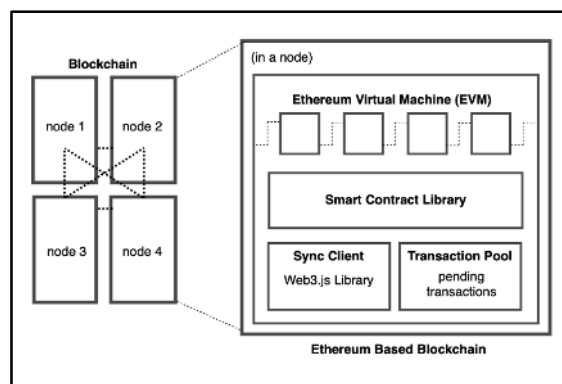 Blockchain
node 1
node 2
node 3
node 4
(in a node)
Ethereum Virtual Machine (EVM)
Smart Contract Library
Sync Client
Web3.js Library
Transaction Pool
pending
transactions
Ethereum Based Blockchain